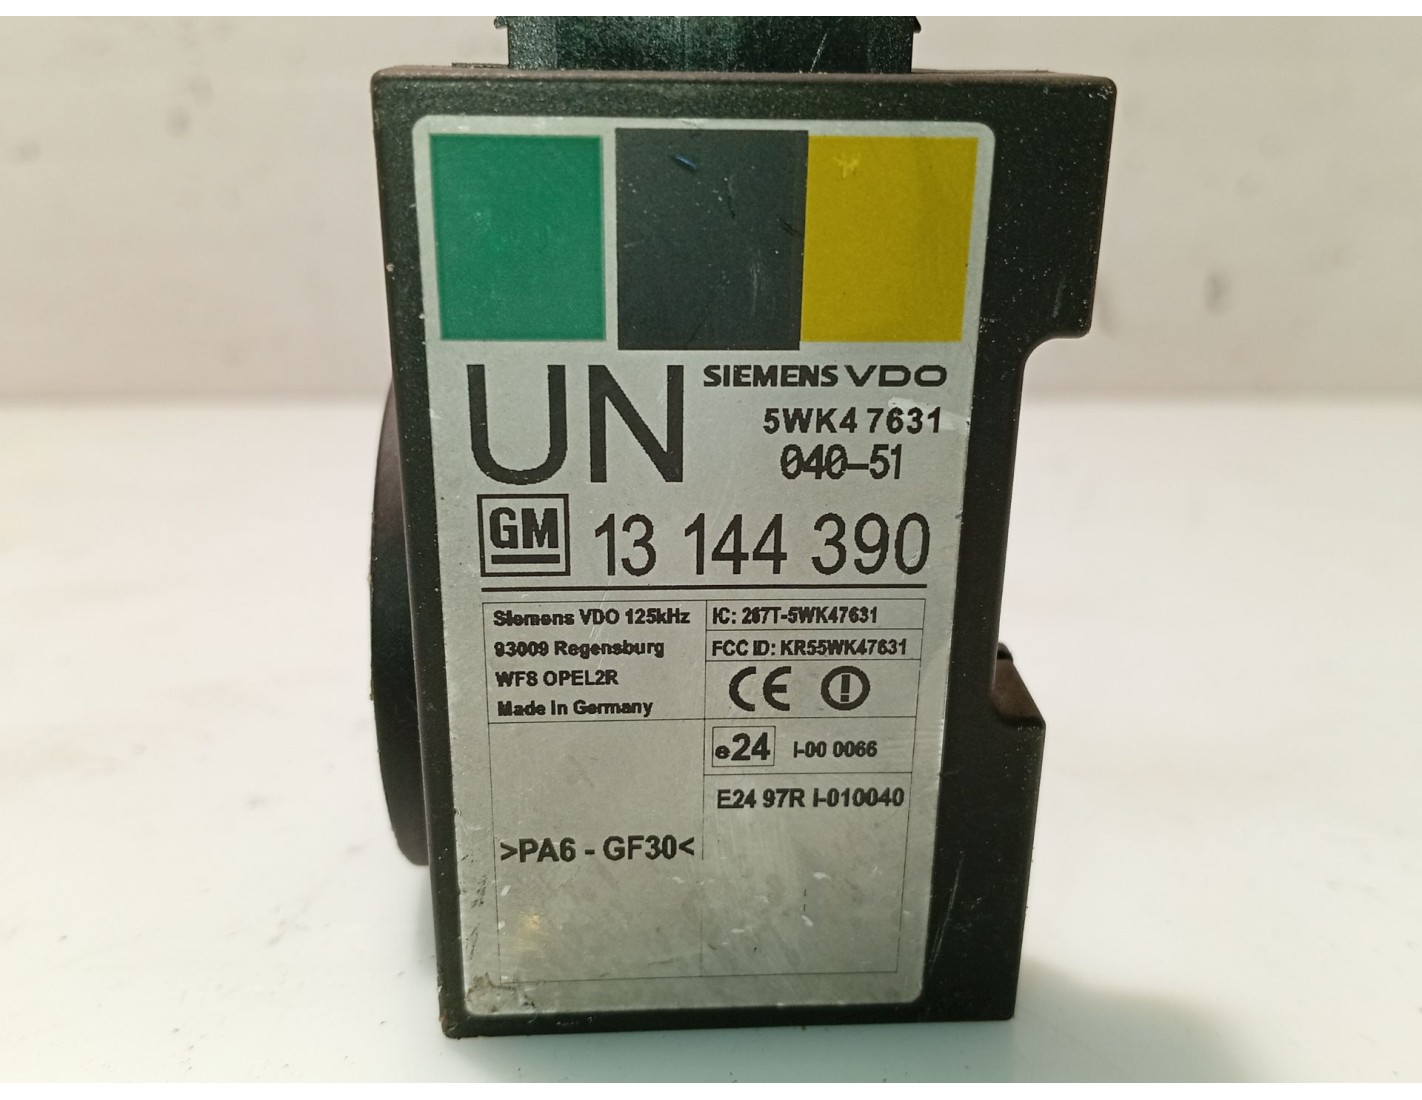 UN
SIEMENS VDO
5WK4 7631
040-51
GM 13 144 390
Siemens VDO 125kHz
93009 Regensburg
WFS OPEL2R
Made in Germany
IC: 267T-5WK47631
FCC ID: KR55WK47631
CE
e24 I-00 0066
E24 97R I-010040
>PA6 - GF30<